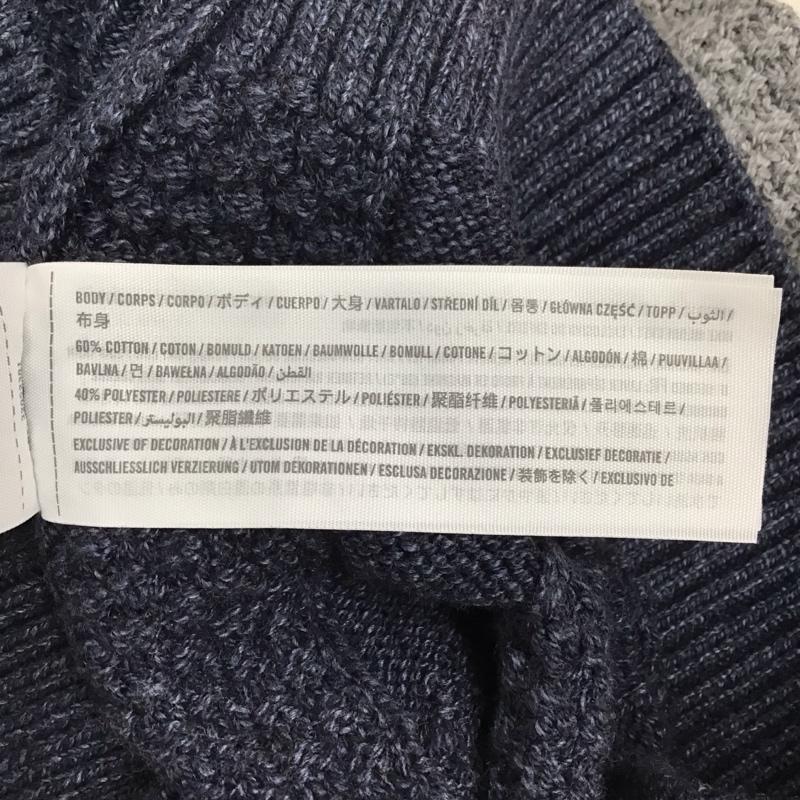 BODY / CORPS / CORPO / ボディ / CUERPO / 大身 / VARTALO / STŘEDNÍ DÍL / 몸통 / GŁÓWNA CZĘŚĆ / TOPP / الثوب /
布身
60% COTTON / COTON / BOMULD / KATOEN / BAUMWOLLE / BOMULL / COTONE / コットン / ALGODÓN / 棉 / PUUVILLAA /
BAVLNA / 면 / BAWEŁNA / ALGODÃO / القطن
40% POLYESTER / POLIESTERE / ポリエステル / POLIÉSTER / 聚酯纤维 / POLYESTERIÄ / 폴리에스테르 /
POLIESTER / البوليستر / 聚脂纖維
EXCLUSIVE OF DECORATION / À L'EXCLUSION DE LA DÉCORATION / EKSKL. DEKORATION / EXCLUSIEF DECORATIE /
AUSSCHLIESSLICH VERZIERUNG / UTOM DEKORATIONEN / ESCLUSA DECORAZIONE / 装飾を除く / EXCLUSIVO DE